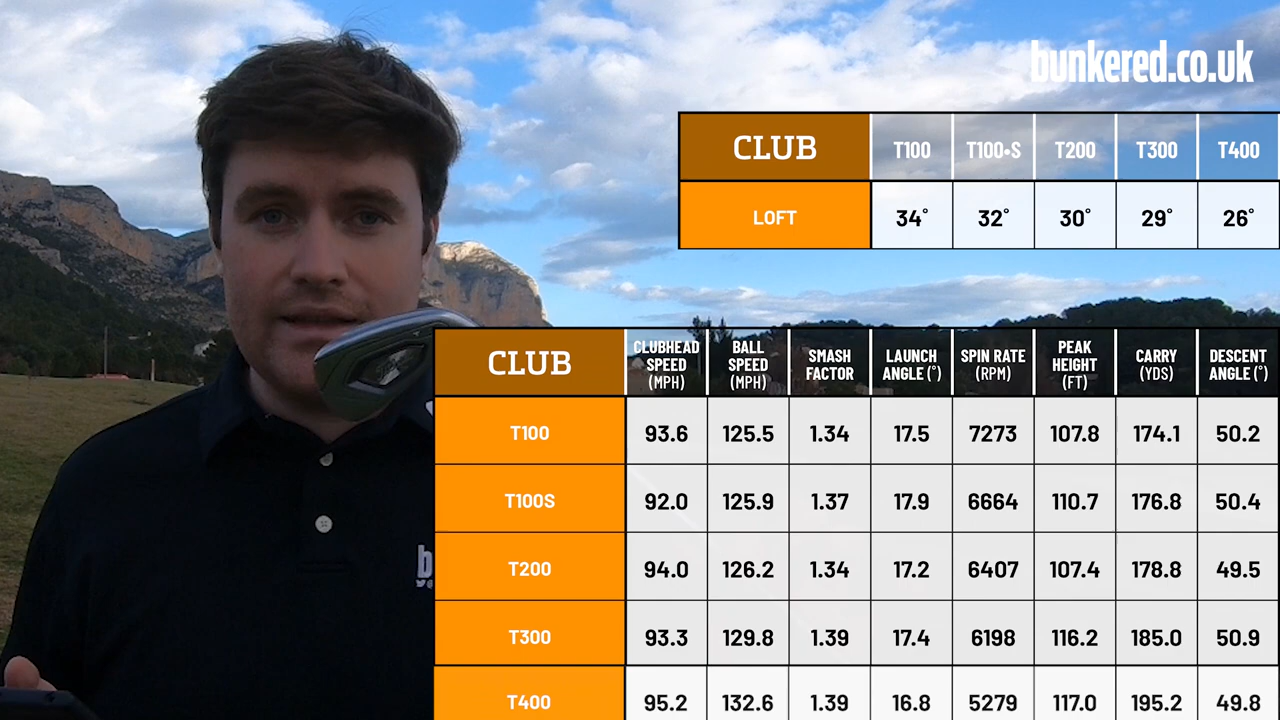 bunkered.co.uk
CLUB T100 T100•S T200 T300 T400
LOFT 34° 32° 30° 29° 26°
CLUB CLUBHEAD SPEED (MPH) BALL SPEED (MPH) SMASH FACTOR LAUNCH ANGLE (°) SPIN RATE (RPM) PEAK HEIGHT (FT) CARRY (YDS) DESCENT ANGLE (°)
T100 93.6 125.5 1.34 17.5 7273 107.8 174.1 50.2
T100S 92.0 125.9 1.37 17.9 6664 110.7 176.8 50.4
T200 94.0 126.2 1.34 17.2 6407 107.4 178.8 49.5
T300 93.3 129.8 1.39 17.4 6198 116.2 185.0 50.9
T400 95.2 132.6 1.39 16.8 5279 117.0 195.2 49.8